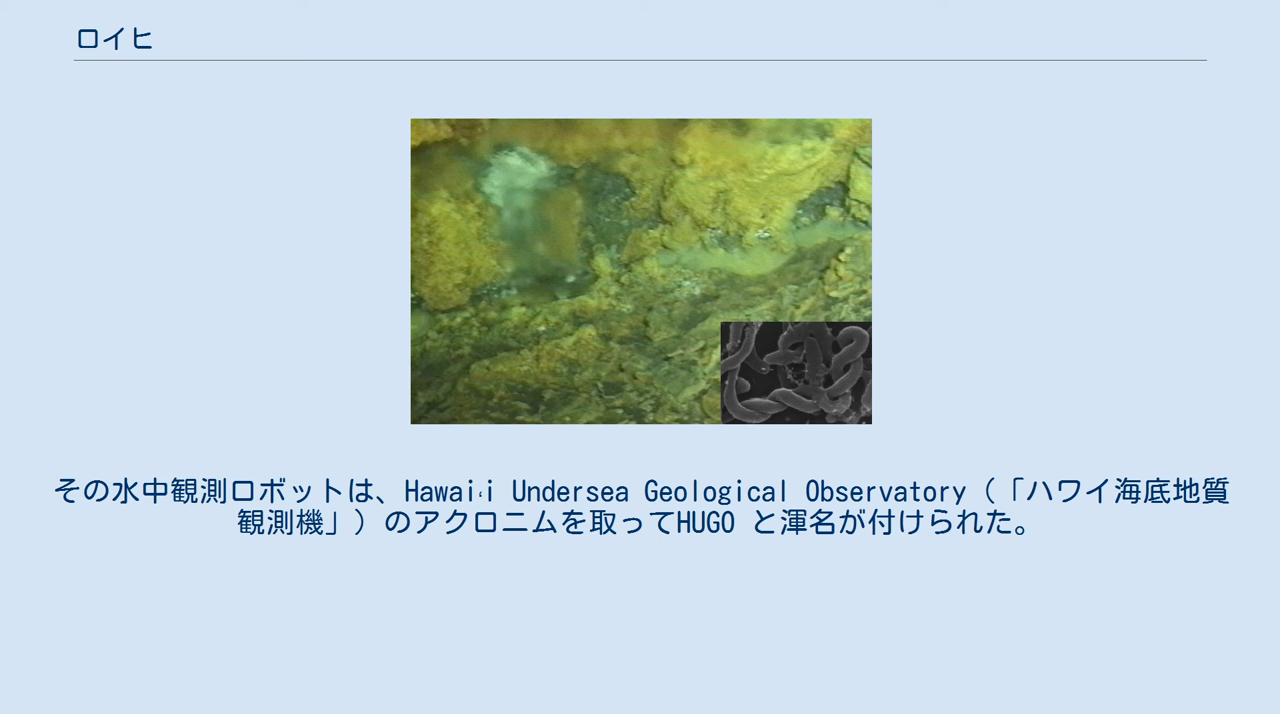 ロイヒ
その水中観測ロボットは、Hawaiʻi Undersea Geological Observatory（「ハワイ海底地質
観測機」）のアクロニムを取ってHUGO と渾名が付けられた。